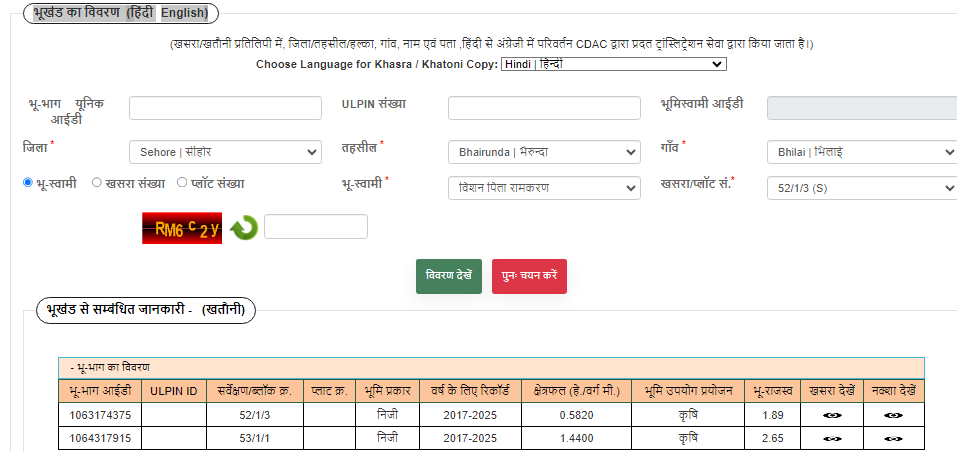 भूखंड का विवरण (हिंदी English)
(खसरा/खतौनी प्रतिलिपी में, जिला/तहसील/हल्का, गांव, नाम एवं पता ,हिंदी से अंग्रेजी में परिवर्तन CDAC द्वारा प्रदत ट्रांस्लिट्रेशन सेवा द्वारा किया जाता है।)
Choose Language for Kharsa / Khatoni Copy: Hindi | हिन्दी
भू-भाग यूनिक आईडी ULPIN संख्या भूमिस्वामी आईडी
जिला * Sehore | सीहोर तहसील * Bhairunda | भैरुन्दा गाँव * Bhilai | भिलाई
भू-स्वामी खसरा संख्या प्लॉट संख्या भू-स्वामी * विशन पिता रामकरण खसरा/प्लॉट सं.* 52/1/3 (S)
RM6c2y
विवरण देखें पुनः चयन करें
भूखंड से सम्बंधित जानकारी - (खतौनी)
- भू-भाग का विवरण
भू-भाग आईडी ULPIN ID सर्वेक्षण/ब्लॉक क्र. प्लाट क्र. भूमि प्रकार वर्ष के लिए रिकॉर्ड क्षेत्रफल (हे./वर्ग मी.) भूमि उपयोग प्रयोजन भू-राजस्व खसरा देखें नक्शा देखें
1063174375 52/1/3 निजी 2017-2025 0.5820 कृषि 1.89
1064317915 53/1/1 निजी 2017-2025 1.4400 कृषि 2.65